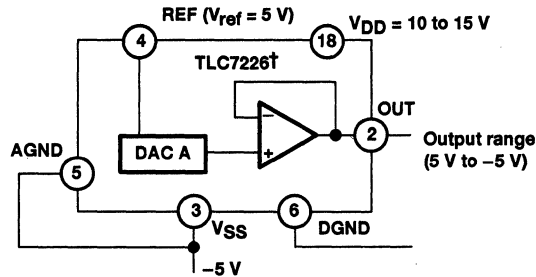 REF (Vref = 5 V)
4
18
VDD = 10 to 15 V
TLC7226†
OUT
−
+
DAC A
2
Output range
(5 V to −5 V)
AGND
5
3
VSS
6
DGND
−5 V